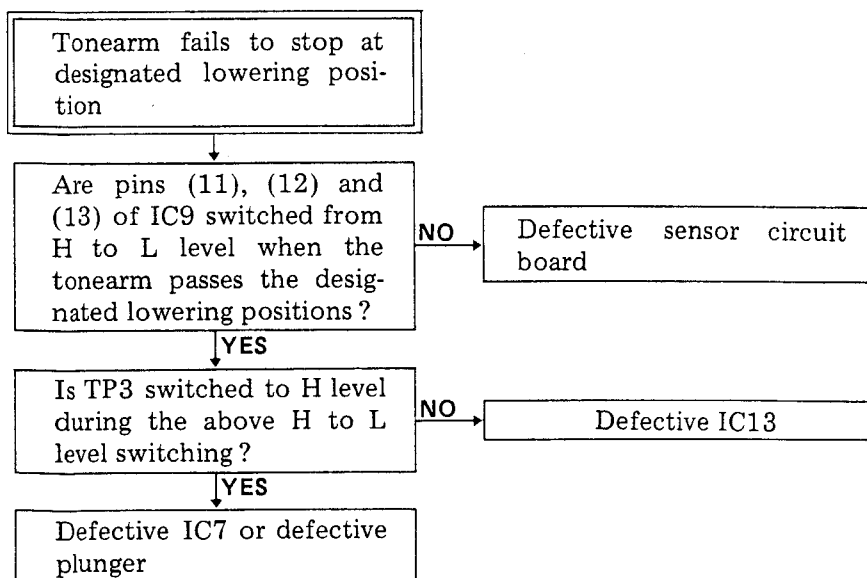 Tonearm fails to stop at
designated lowering posi-
tion
Are pins (11), (12) and
(13) of IC9 switched from
H to L level when the
tonearm passes the desig-
nated lowering positions?
NO
Defective sensor circuit
board
YES
Is TP3 switched to H level
during the above H to L
level switching?
NO
Defective IC13
YES
Defective IC7 or defective
plunger